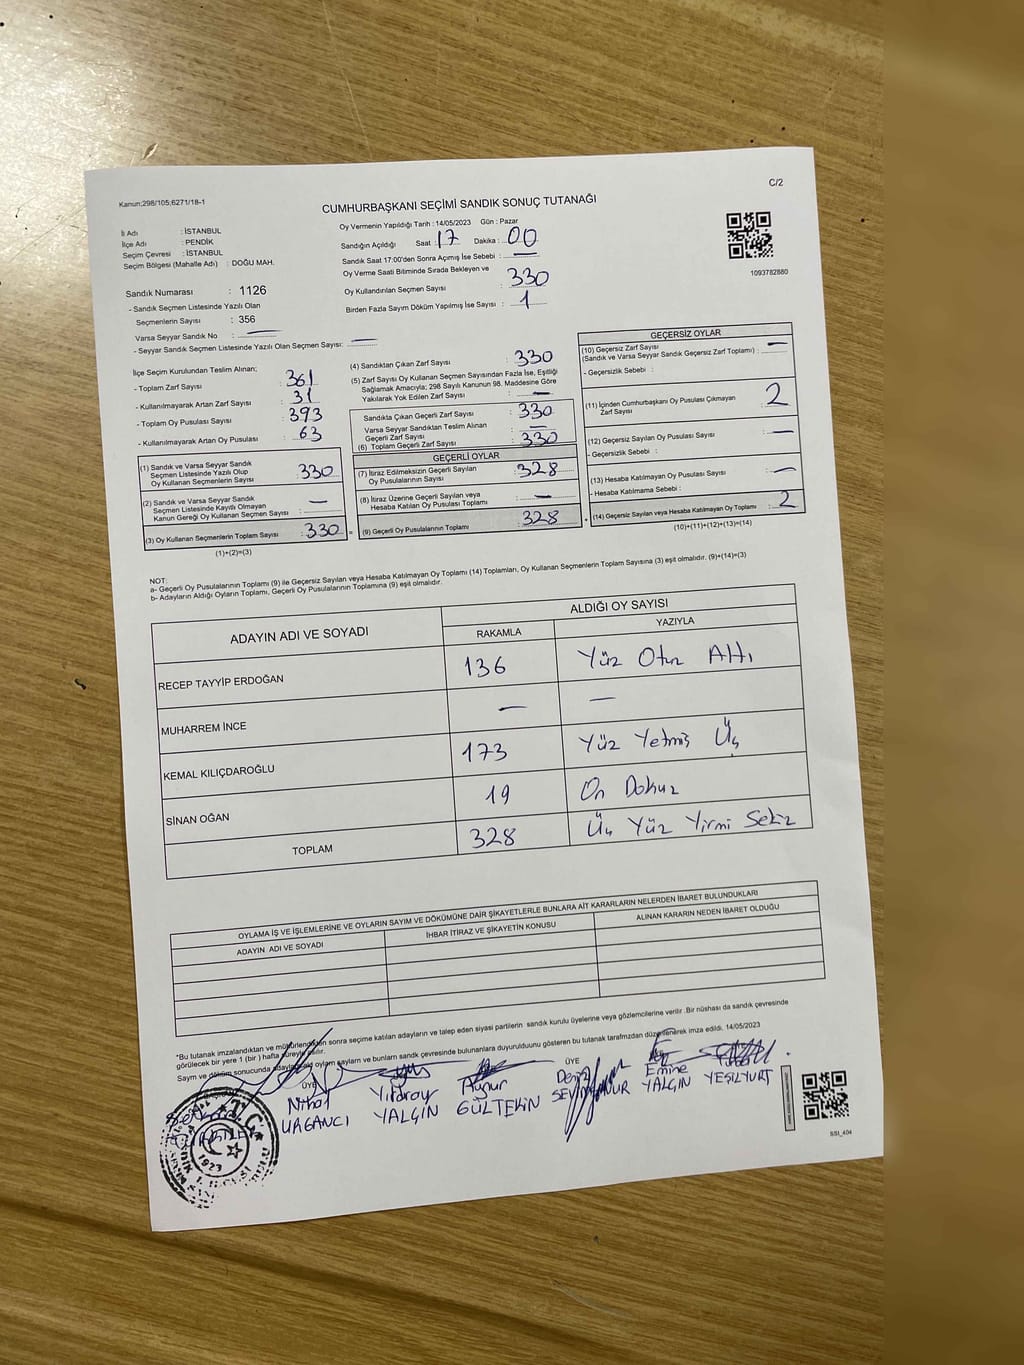 Kanun;298/105;6271/18-1
C/2
CUMHURBAŞKANI SEÇİMİ SANDIK SONUÇ TUTANAĞI
İl Adı : İSTANBUL
İlçe Adı : PENDİK
Seçim Çevresi : İSTANBUL
Seçim Bölgesi (Mahalle Adı) : DOĞU MAH.
Oy Vermenin Yapıldığı Tarih : 14/05/2023 Gün : Pazar
Sandığın Açıldığı Saat : 17 Dakika : 00
Sandık Saat 17:00'den Sonra Açımış İse Sebebi : —
Oy Verme Saati Bitiminde Sırada Bekleyen ve
Oy Kullandırılan Seçmen Sayısı : 330
Birden Fazla Sayım Döküm Yapılmış İse Sayısı : 1
1093782880
Sandık Numarası : 1126
- Sandık Seçmen Listesinde Yazılı Olan
Seçmenlerin Sayısı : 356
Varsa Seyyar Sandık No : —
- Seyyar Sandık Seçmen Listesinde Yazılı Olan Seçmen Sayısı: —
İlçe Seçim Kurulundan Teslim Alınan;
- Toplam Zarf Sayısı : 361
- Kullanılmayarak Artan Zarf Sayısı : 31
- Toplam Oy Pusulası Sayısı : 393
- Kullanılmayarak Artan Oy Pusulası : 63
(1) Sandık ve Varsa Seyyar Sandık
Seçmen Listesinde Yazılı Olup
Oy Kullanan Seçmenlerin Sayısı : 330
(2) Sandık ve Varsa Seyyar Sandık
Seçmen Listesinde Kayıtlı Olmayan
Kanun Gereği Oy Kullanan Seçmen Sayısı : —
(3) Oy Kullanan Seçmenlerin Toplam Sayısı : 330
(1)+(2)=(3)
(4) Sandıktan Çıkan Zarf Sayısı : 330
(5) Zarf Sayısı Oy Kullanan Seçmen Sayısından Fazla İse, Eşitliği
Sağlamak Amacıyla; 298 Sayılı Kanunun 98. Maddesine Göre
Yakılarak Yok Edilen Zarf Sayısı : —
Sandıkta Çıkan Geçerli Zarf Sayısı : 330
Varsa Seyyar Sandıktan Teslim Alınan
Geçerli Zarf Sayısı : —
(6) Toplam Geçerli Zarf Sayısı : 330
GEÇERLİ OYLAR
(7) İtiraz Edilmeksizin Geçerli Sayılan
Oy Pusulalarının Sayısı : 328
(8) İtiraz Üzerine Geçerli Sayılan veya
Hesaba Katılan Oy Pusulası Toplamı : —
(9) Geçerli Oy Pusulalarının Toplamı : 328
GEÇERSİZ OYLAR
(10) Geçersiz Zarf Sayısı
(Sandık ve Varsa Seyyar Sandık Geçersiz Zarf Toplamı) : —
- Geçersizlik Sebebi :
(11) İçinden Cumhurbaşkanı Oy Pusulası Çıkmayan
Zarf Sayısı : 2
(12) Geçersiz Sayılan Oy Pusulası Sayısı : —
- Geçersizlik Sebebi :
(13) Hesaba Katılmayan Oy Pusulası Sayısı : —
- Hesaba Katılmama Sebebi :
(14) Geçersiz Sayılan veya Hesaba Katılmayan Oy Toplamı : 2
(10)+(11)+(12)+(13)=(14)
NOT:
a- Geçerli Oy Pusulalarının Toplamı (9) ile Geçersiz Sayılan veya Hesaba Katılmayan Oy Toplamı (14) Toplamları, Oy Kullanan Seçmenlerin Toplam Sayısına (3) eşit olmalıdır. (9)+(14)=(3)
b- Adayların Aldığı Oyların Toplamı, Geçerli Oy Pusulalarının Toplamına (9) eşit olmalıdır.
ADAYIN ADI VE SOYADI
ALDIĞI OY SAYISI
RAKAMLA YAZIYLA
RECEP TAYYİP ERDOĞAN 136 Yüz Otuz Altı
MUHARREM İNCE — —
KEMAL KILIÇDAROĞLU 173 Yüz Yetmiş Üç
SİNAN OĞAN 19 On Dokuz
TOPLAM 328 Üç Yüz Yirmi Sekiz
OYLAMA İŞ VE İŞLEMLERİNE VE OYLARIN SAYIM VE DÖKÜMÜNE DAİR ŞİKAYETLERLE BUNLARA AİT KARARLARIN NELERDEN İBARET BULUNDUKLARI
ADAYIN ADI VE SOYADI
İHBAR İTİRAZ VE ŞİKAYETİN KONUSU
ALINAN KARARIN NEDEN İBARET OLDUĞU
*Bu tutanak imzalandıktan ve mühürlendikten sonra seçime katılan adayların ve talep eden siyasi partilerin sandık kurulu üyelerine veya gözlemcilerine verilir. Bir nüshası da sandık çevresinde
görülecek bir yere 1 (bir) hafta süreyle asılır.
Sayım ve döküm sonucunda adayların oyların sayıları ve bunların sandık çevresinde bulunanlara duyurulduğunu gösteren bu tutanak tarafımızdan düzenlenerek imza edildi. 14/05/2023
ÜYE
ÜYE
Nihat URGANCI
Yıldıray YALÇIN
Aynur GÜLTEKİN
Deniz
Emine YALÇIN
YEŞİLYURT
T.C.
1923
SSI_404